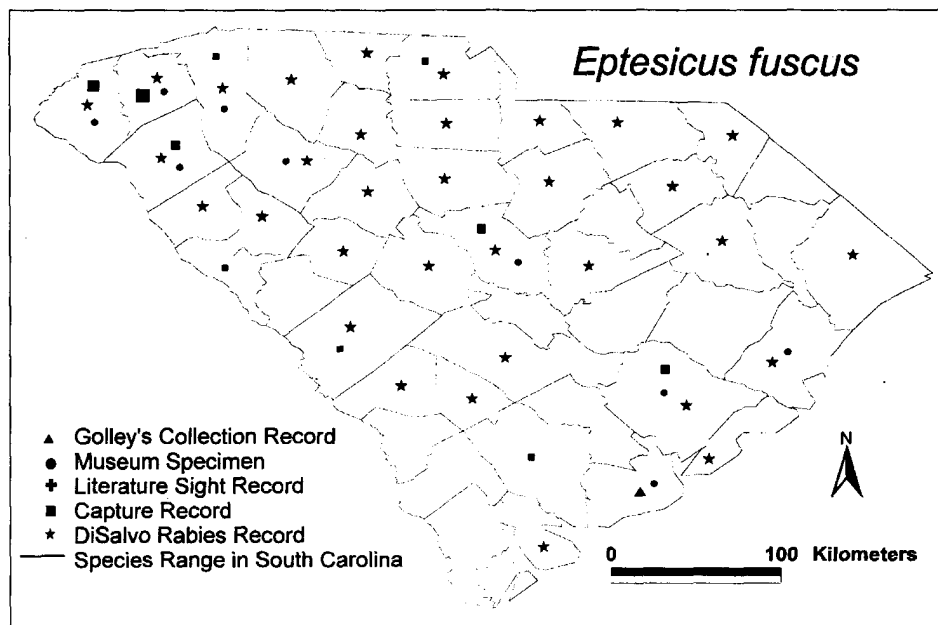 Eptesicus fuscus
Golley's Collection Record
Museum Specimen
Literature Sight Record
Capture Record
DiSalvo Rabies Record
Species Range in South Carolina
N
0 100 Kilometers